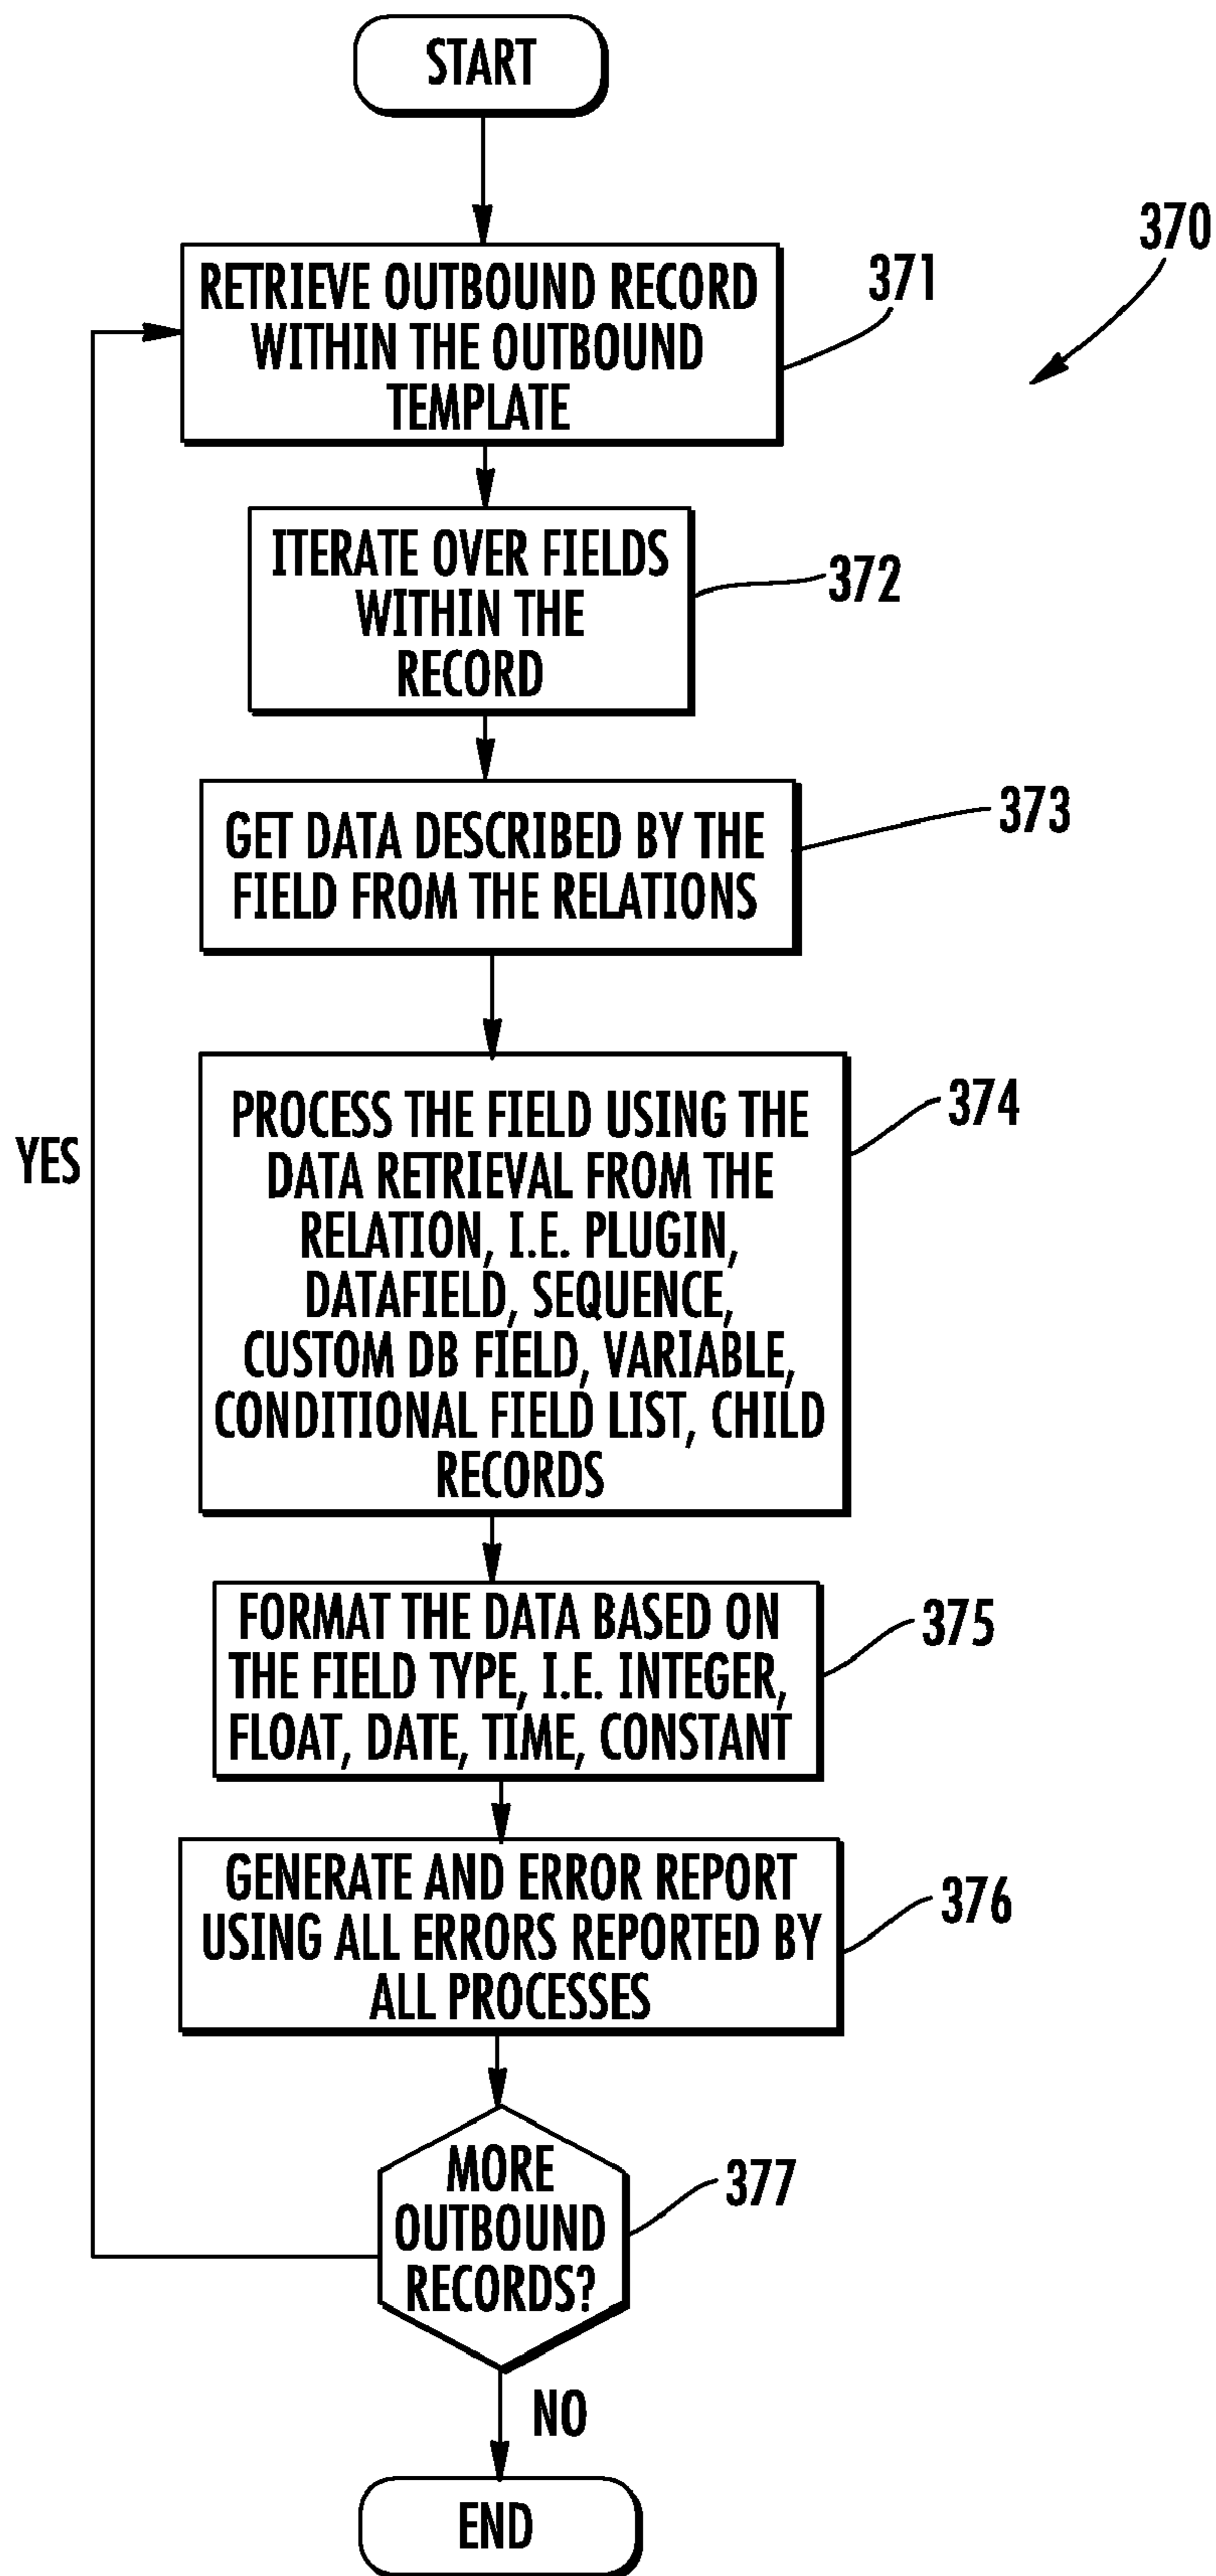 START
370
371
RETRIEVE OUTBOUND RECORD
WITHIN THE OUTBOUND
TEMPLATE
ITERATE OVER FIELDS
WITHIN THE
RECORD
372
373
GET DATA DESCRIBED BY THE
FIELD FROM THE RELATIONS
374
PROCESS THE FIELD USING THE
DATA RETRIEVAL FROM THE
RELATION, I.E. PLUGIN,
DATAFIELD, SEQUENCE,
CUSTOM DB FIELD, VARIABLE,
CONDITIONAL FIELD LIST, CHILD
RECORDS
YES
FORMAT THE DATA BASED ON
THE FIELD TYPE, I.E. INTEGER,
FLOAT, DATE, TIME, CONSTANT
375
GENERATE AND ERROR REPORT
USING ALL ERRORS REPORTED BY
ALL PROCESSES
376
MORE
OUTBOUND
RECORDS?
377
NO
END